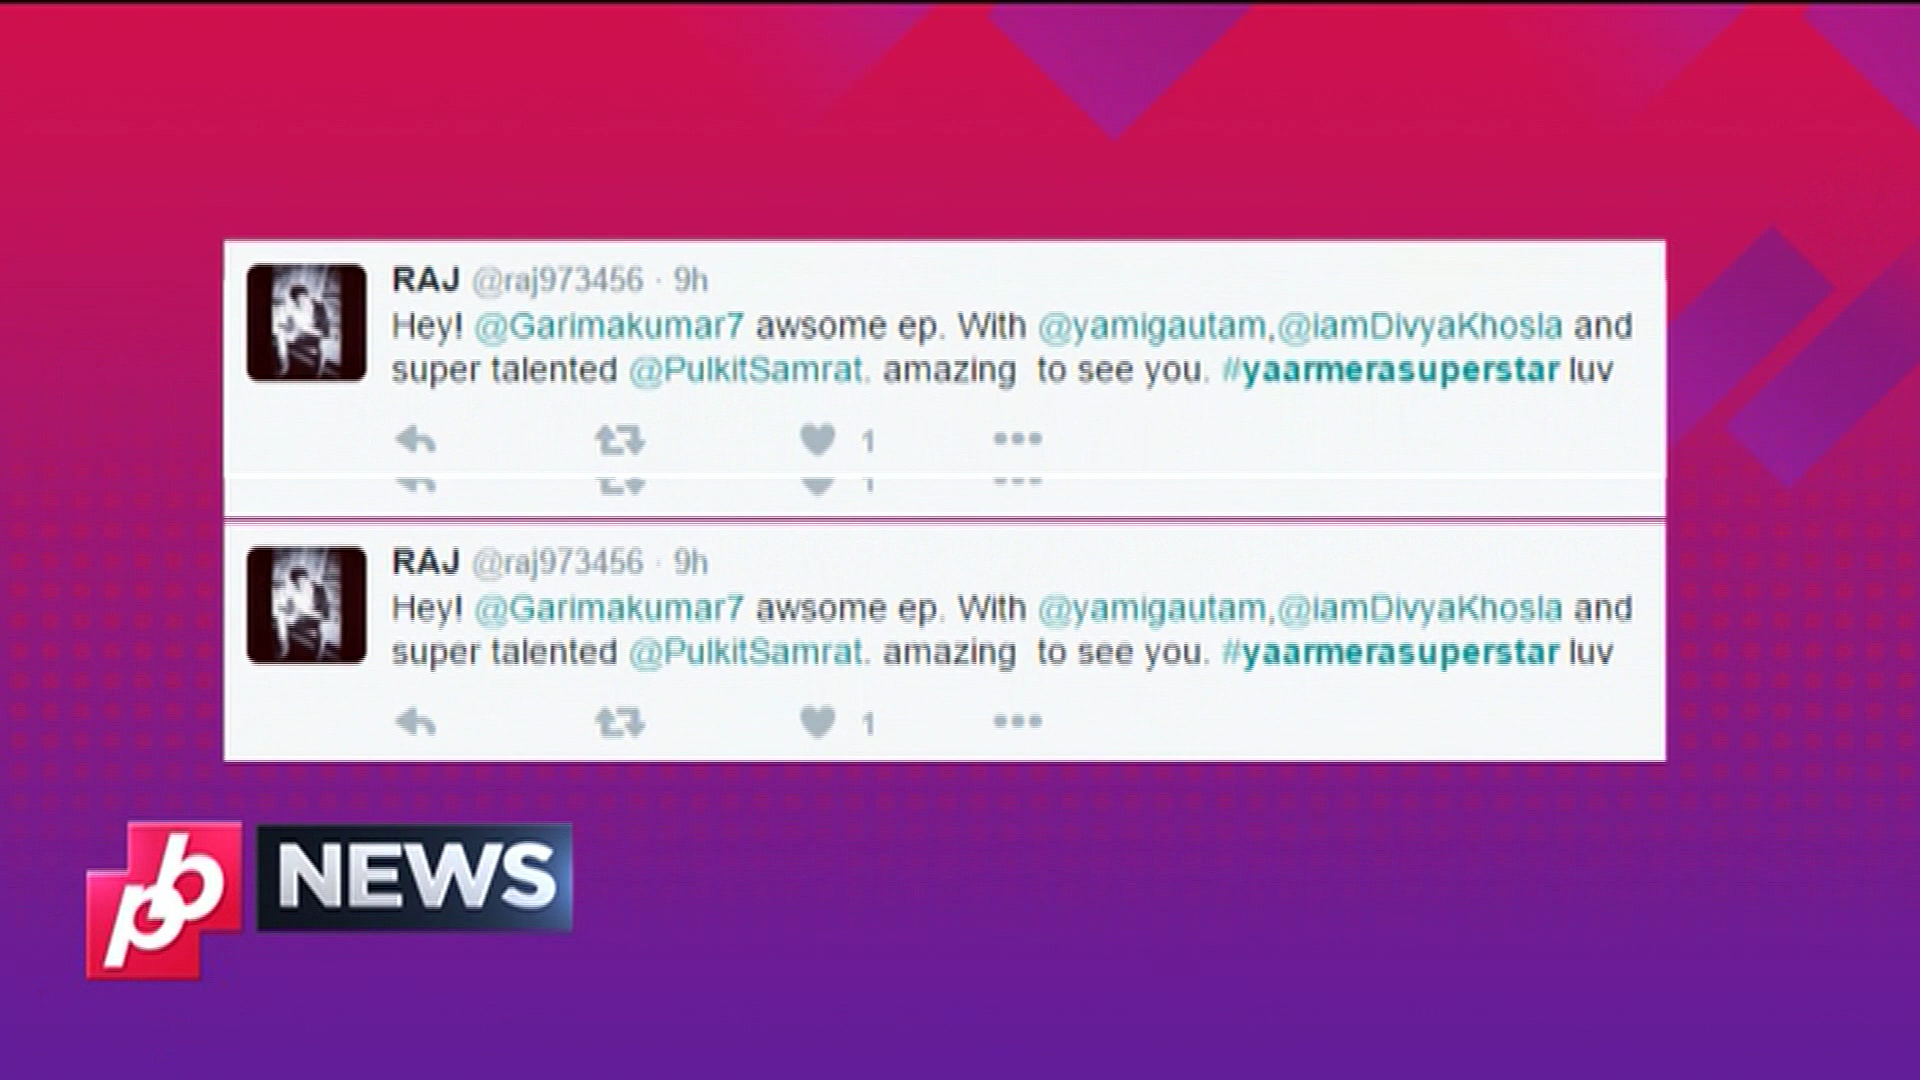 RAJ @raj973456 · 9h
Hey! @Garimakumar7 awsome ep. With @yamigautam,@iamDivyaKhosla and
super talented @PulkitSamrat. amazing  to see you. #yaarmerasuperstar luv
1
1
RAJ @raj973456 · 9h
Hey! @Garimakumar7 awsome ep. With @yamigautam,@iamDivyaKhosla and
super talented @PulkitSamrat. amazing  to see you. #yaarmerasuperstar luv
1
pb NEWS